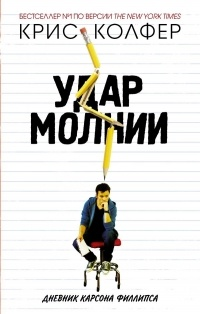 БЕСТСЕЛЛЕР №1 ПО ВЕРСИИ THE NEW YORK TIMES
КРИС КОЛФЕР
УДАР
МОЛНИИ
ДНЕВНИК КАРСОНА ФИЛЛИПСА